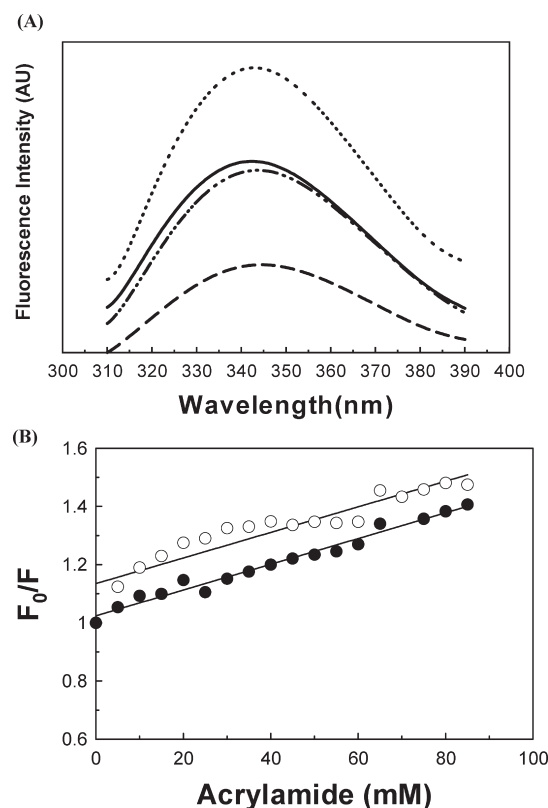 (A)
Fluorescence Intensity (AU)
300 310 320 330 340 350 360 370 380 390 400
Wavelength(nm)
(B)
1.6
1.4
1.2
1
0.8
0.6
F0/F
0 20 40 60 80 100
Acrylamide (mM)